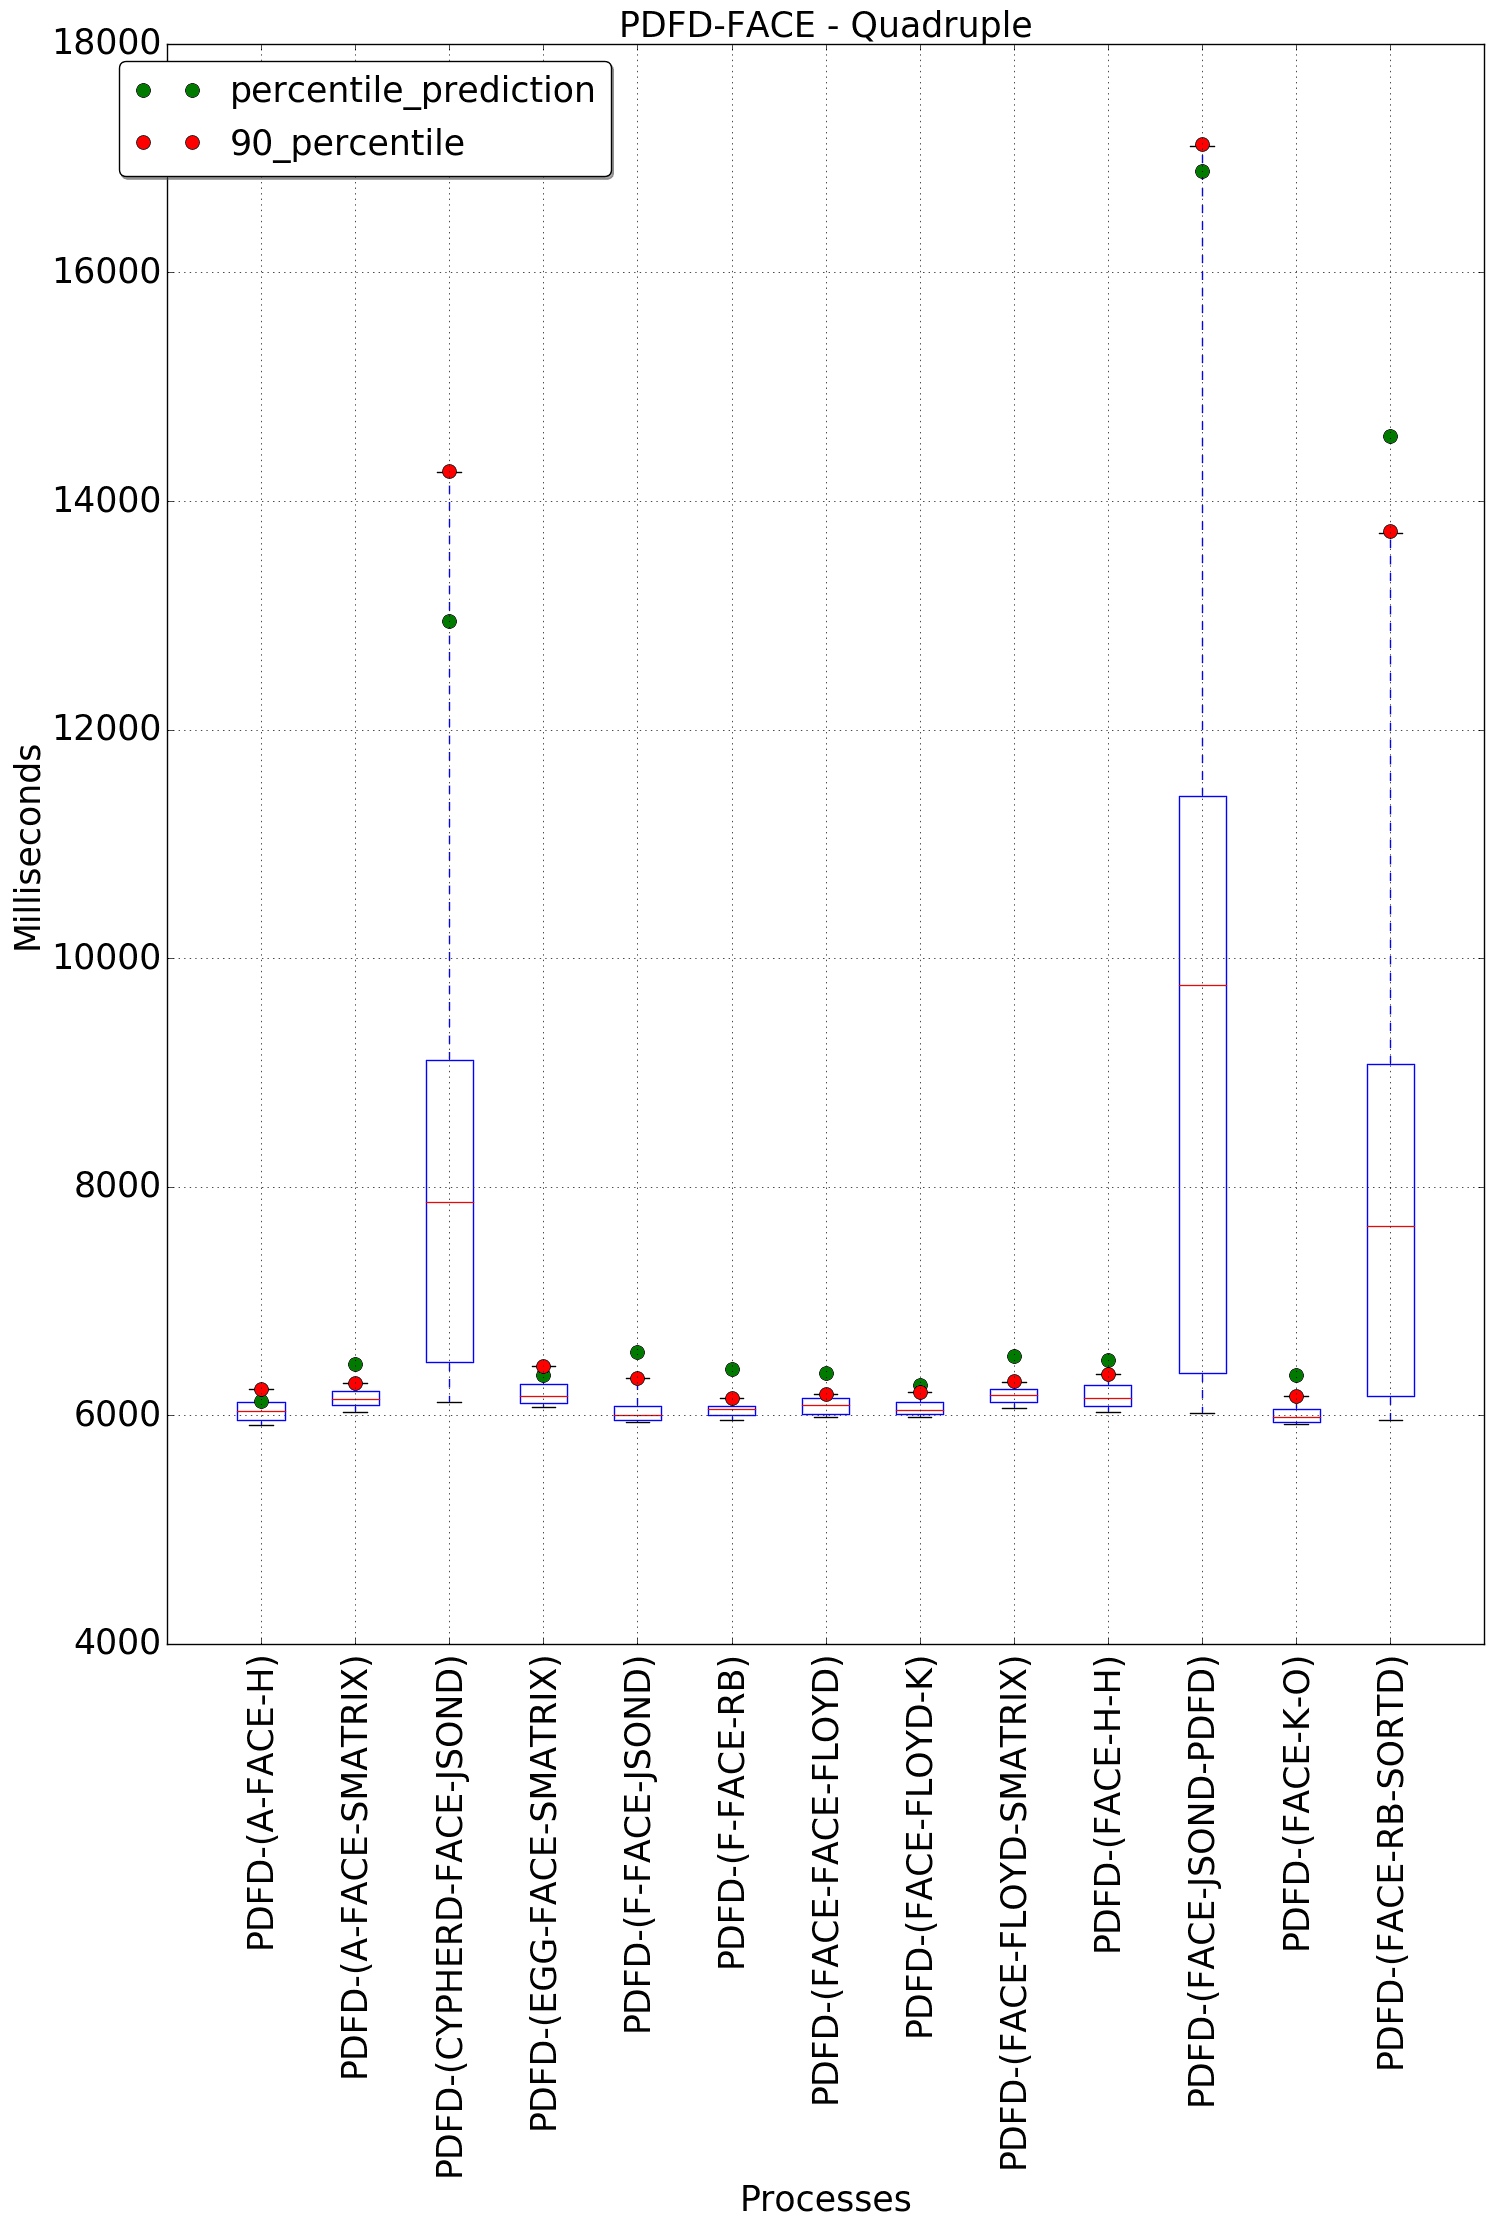 PDFD-FACE - Quadruple
percentile_prediction
90_percentile
18000
16000
14000
12000
10000
8000
6000
4000
Milliseconds
PDFD-(A-FACE-H)
PDFD-(A-FACE-SMATRIX)
PDFD-(CYPHERD-FACE-JSOND)
PDFD-(EGG-FACE-SMATRIX)
PDFD-(F-FACE-JSOND)
PDFD-(F-FACE-RB)
PDFD-(FACE-FACE-FLOYD)
PDFD-(FACE-FLOYD-K)
PDFD-(FACE-FLOYD-SMATRIX)
PDFD-(FACE-H-H)
PDFD-(FACE-JSOND-PDFD)
PDFD-(FACE-K-O)
PDFD-(FACE-RB-SORTD)
Processes